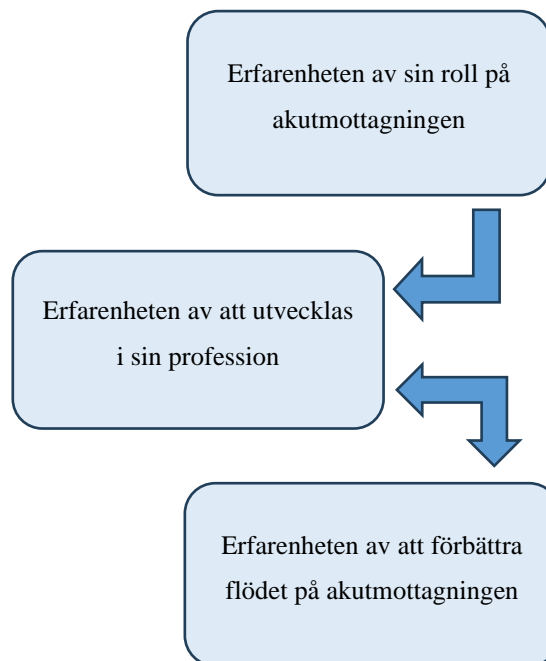 Erfarenheten av sin roll på
akutmottagningen
Erfarenheten av att utvecklas
i sin profession
Erfarenheten av att förbättra
flödet på akutmottagningen